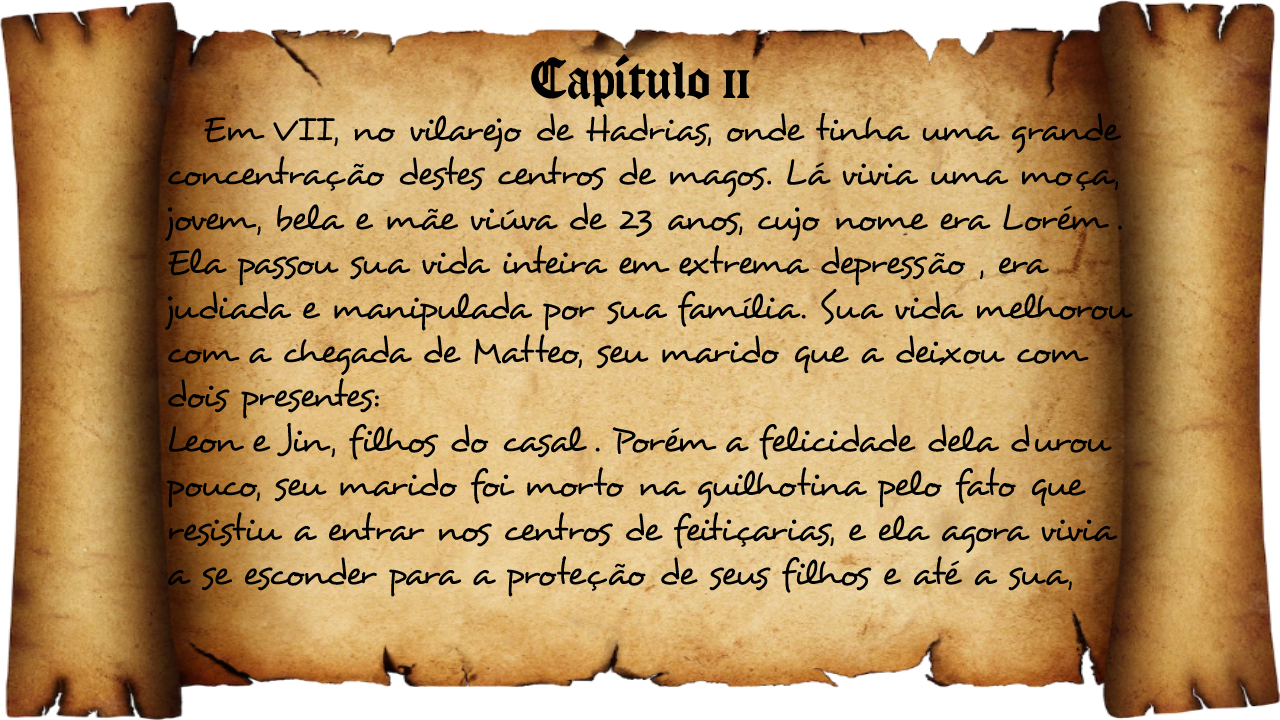 Capítulo II
Em VII, no vilarejo de Hadrias, onde tinha uma grande
concentração destes centros de magos. Lá vivia uma moça,
jovem, bela e mãe viúva de 23 anos, cujo nome era Lorém .
Ela passou sua vida inteira em extrema depressão , era
judiada e manipulada por sua família. Sua vida melhorou
com a chegada de Matteo, seu marido que a deixou com
dois presentes:
Leon e Jin, filhos do casal . Porém a felicidade dela durou
pouco, seu marido foi morto na guilhotina pelo fato que
resistiu a entrar nos centros de feitiçarias, e ela agora vivia
a se esconder para a proteção de seus filhos e até a sua,